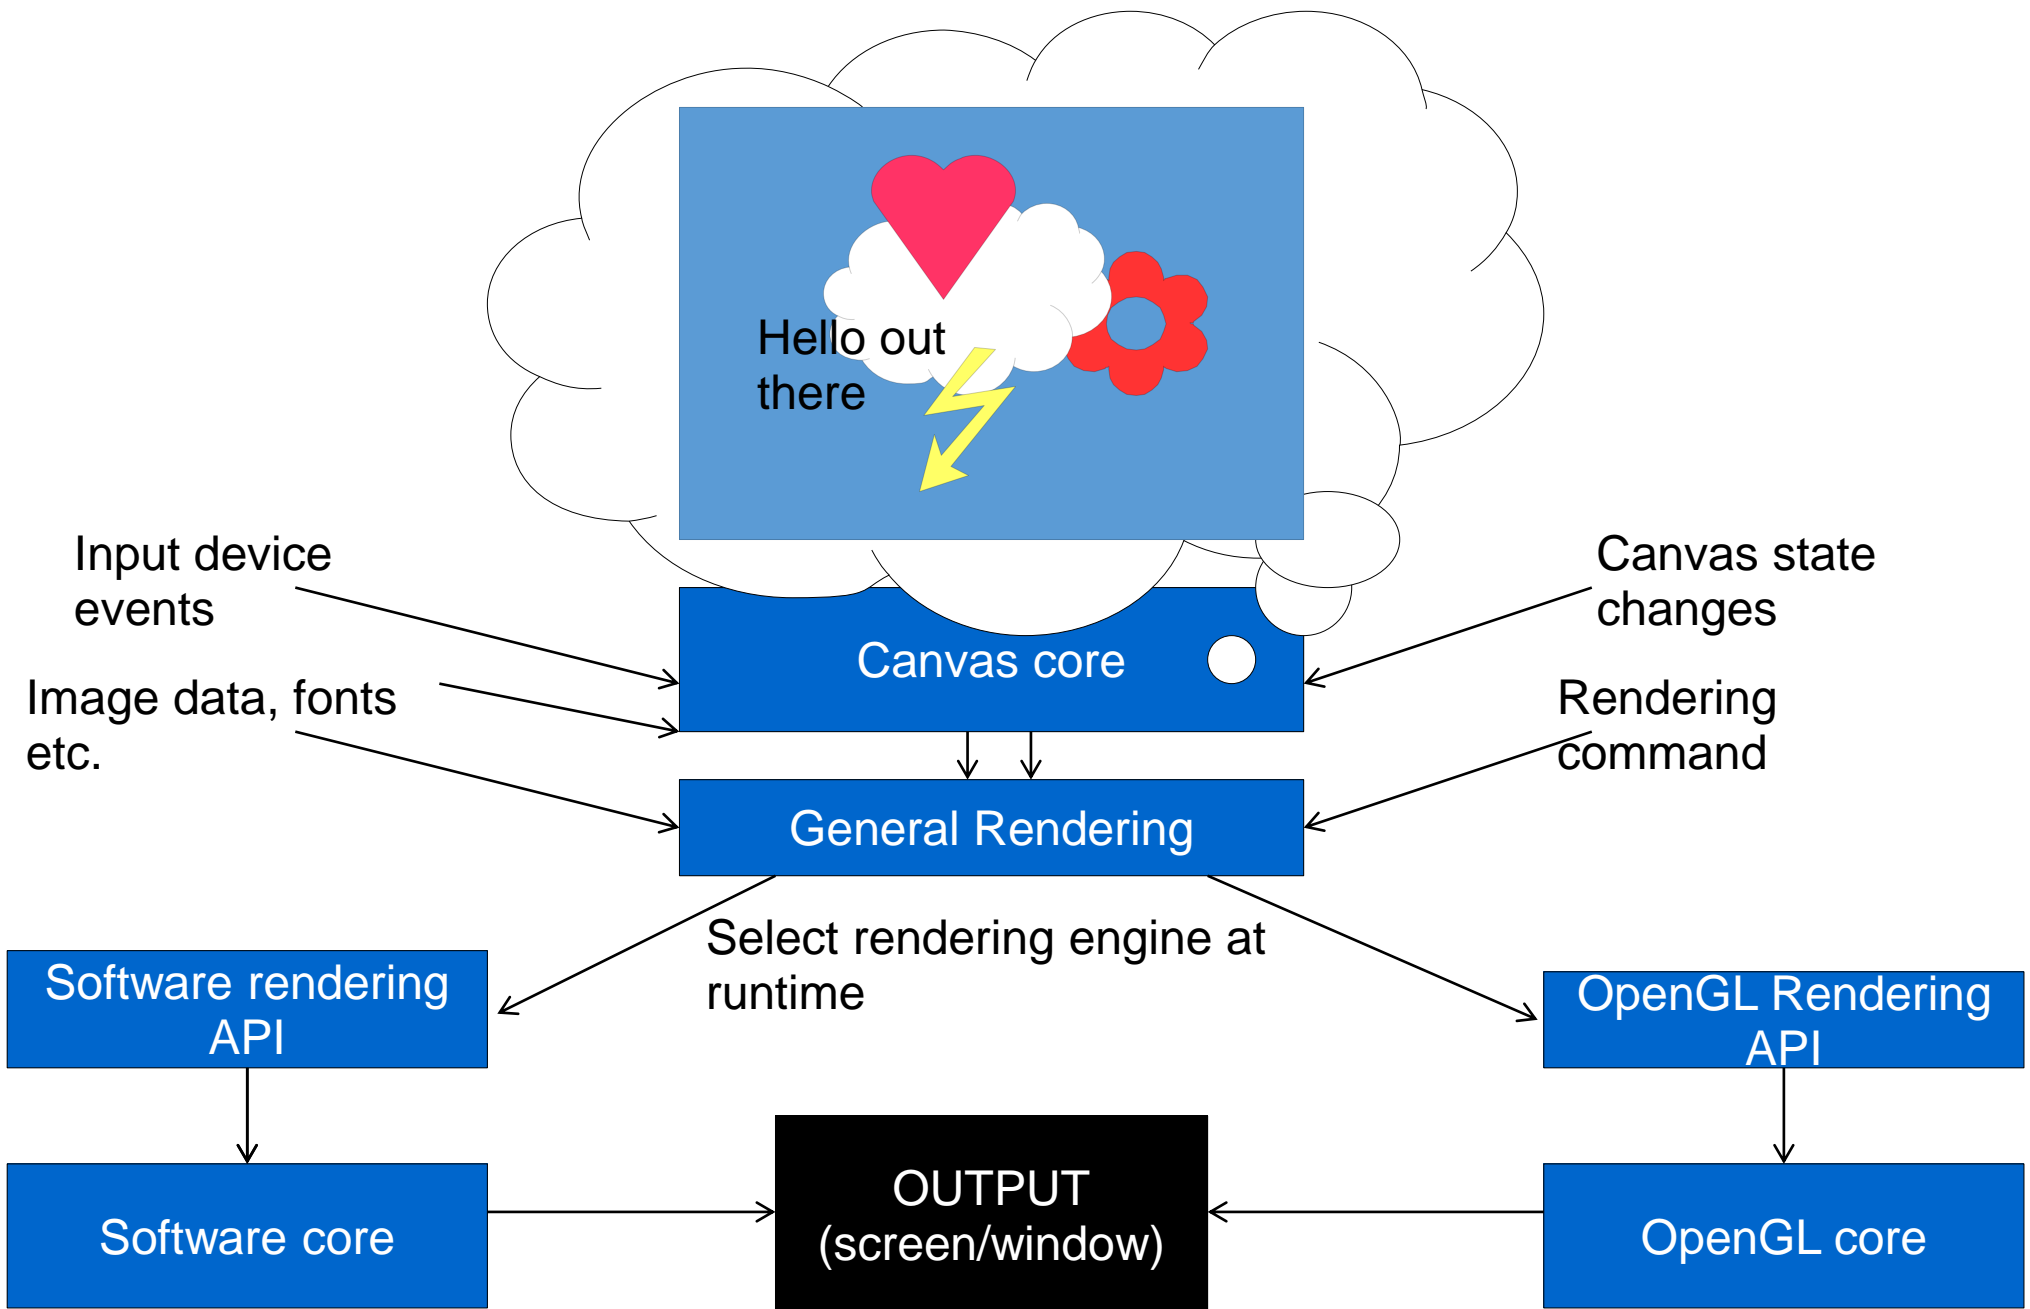 Hello out
there
Input device
events
Canvas state
changes
Canvas core
Image data, fonts
etc.
Rendering
command
General Rendering
Select rendering engine at
runtime
Software rendering
API
OpenGL Rendering
API
Software core
OUTPUT
(screen/window)
OpenGL core